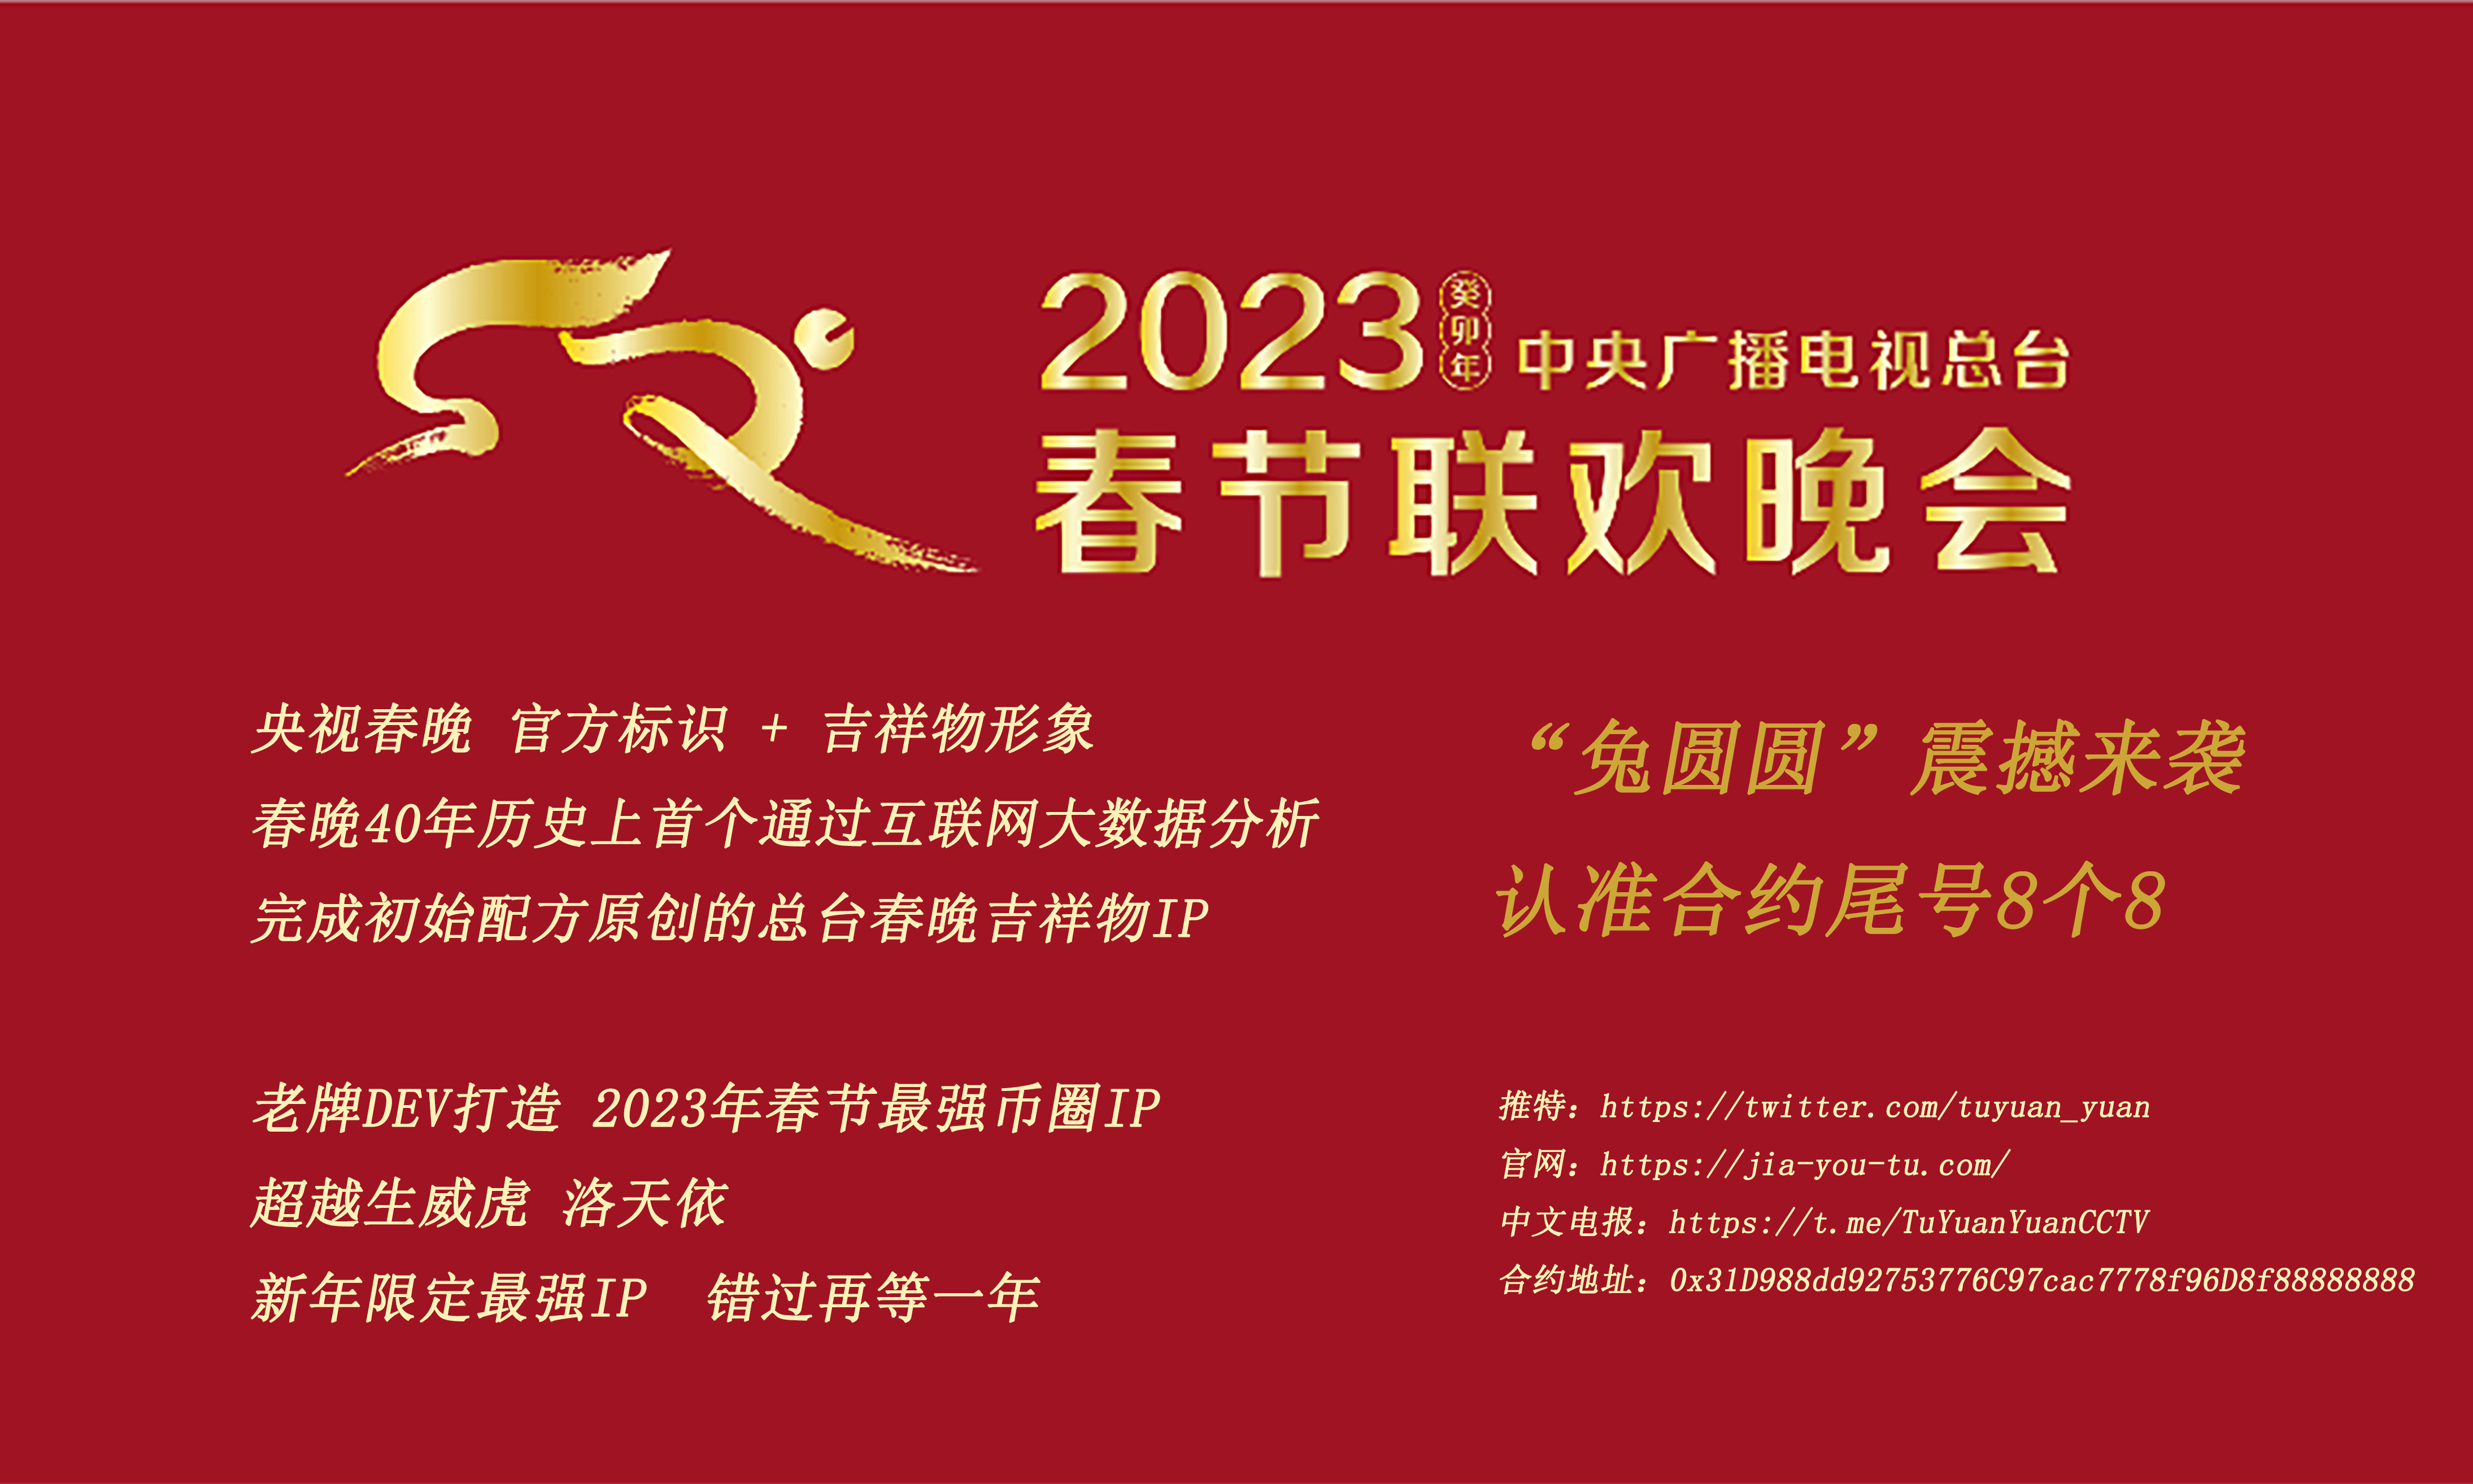 2023 癸卯年 中央广播电视总台
春节联欢晚会
央视春晚 官方标识 + 吉祥物形象
春晚40年历史上首个通过互联网大数据分析
完成初始配方原创的总台春晚吉祥物IP
“兔圆圆”震撼来袭
认准合约尾号8个8
老牌DEV打造 2023年春节最强币圈IP
超越生威虎 洛天依
新年限定最强IP 错过再等一年
推特：https://twitter.com/tuyuan_yuan
官网：https://jia-you-tu.com/
中文电报：https://t.me/TuYuanYuanCCTV
合约地址：0x31D988dd92753776C97cac7778f96D8f88888888